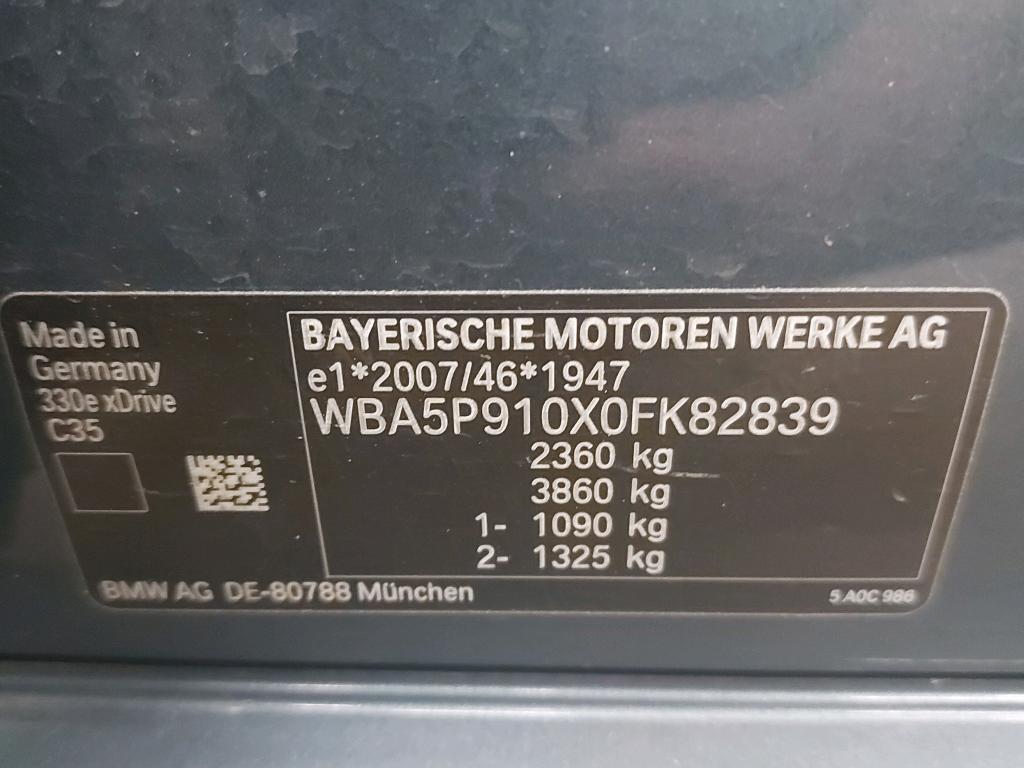 Made in
Germany
330e xDrive
C35
BAYERISCHE MOTOREN WERKE AG
e1*2007/46*1947
WBA5P910X0FK82839
2360 kg
3860 kg
1- 1090 kg
2- 1325 kg
BMW AG DE-80788 München
5 A0C 986